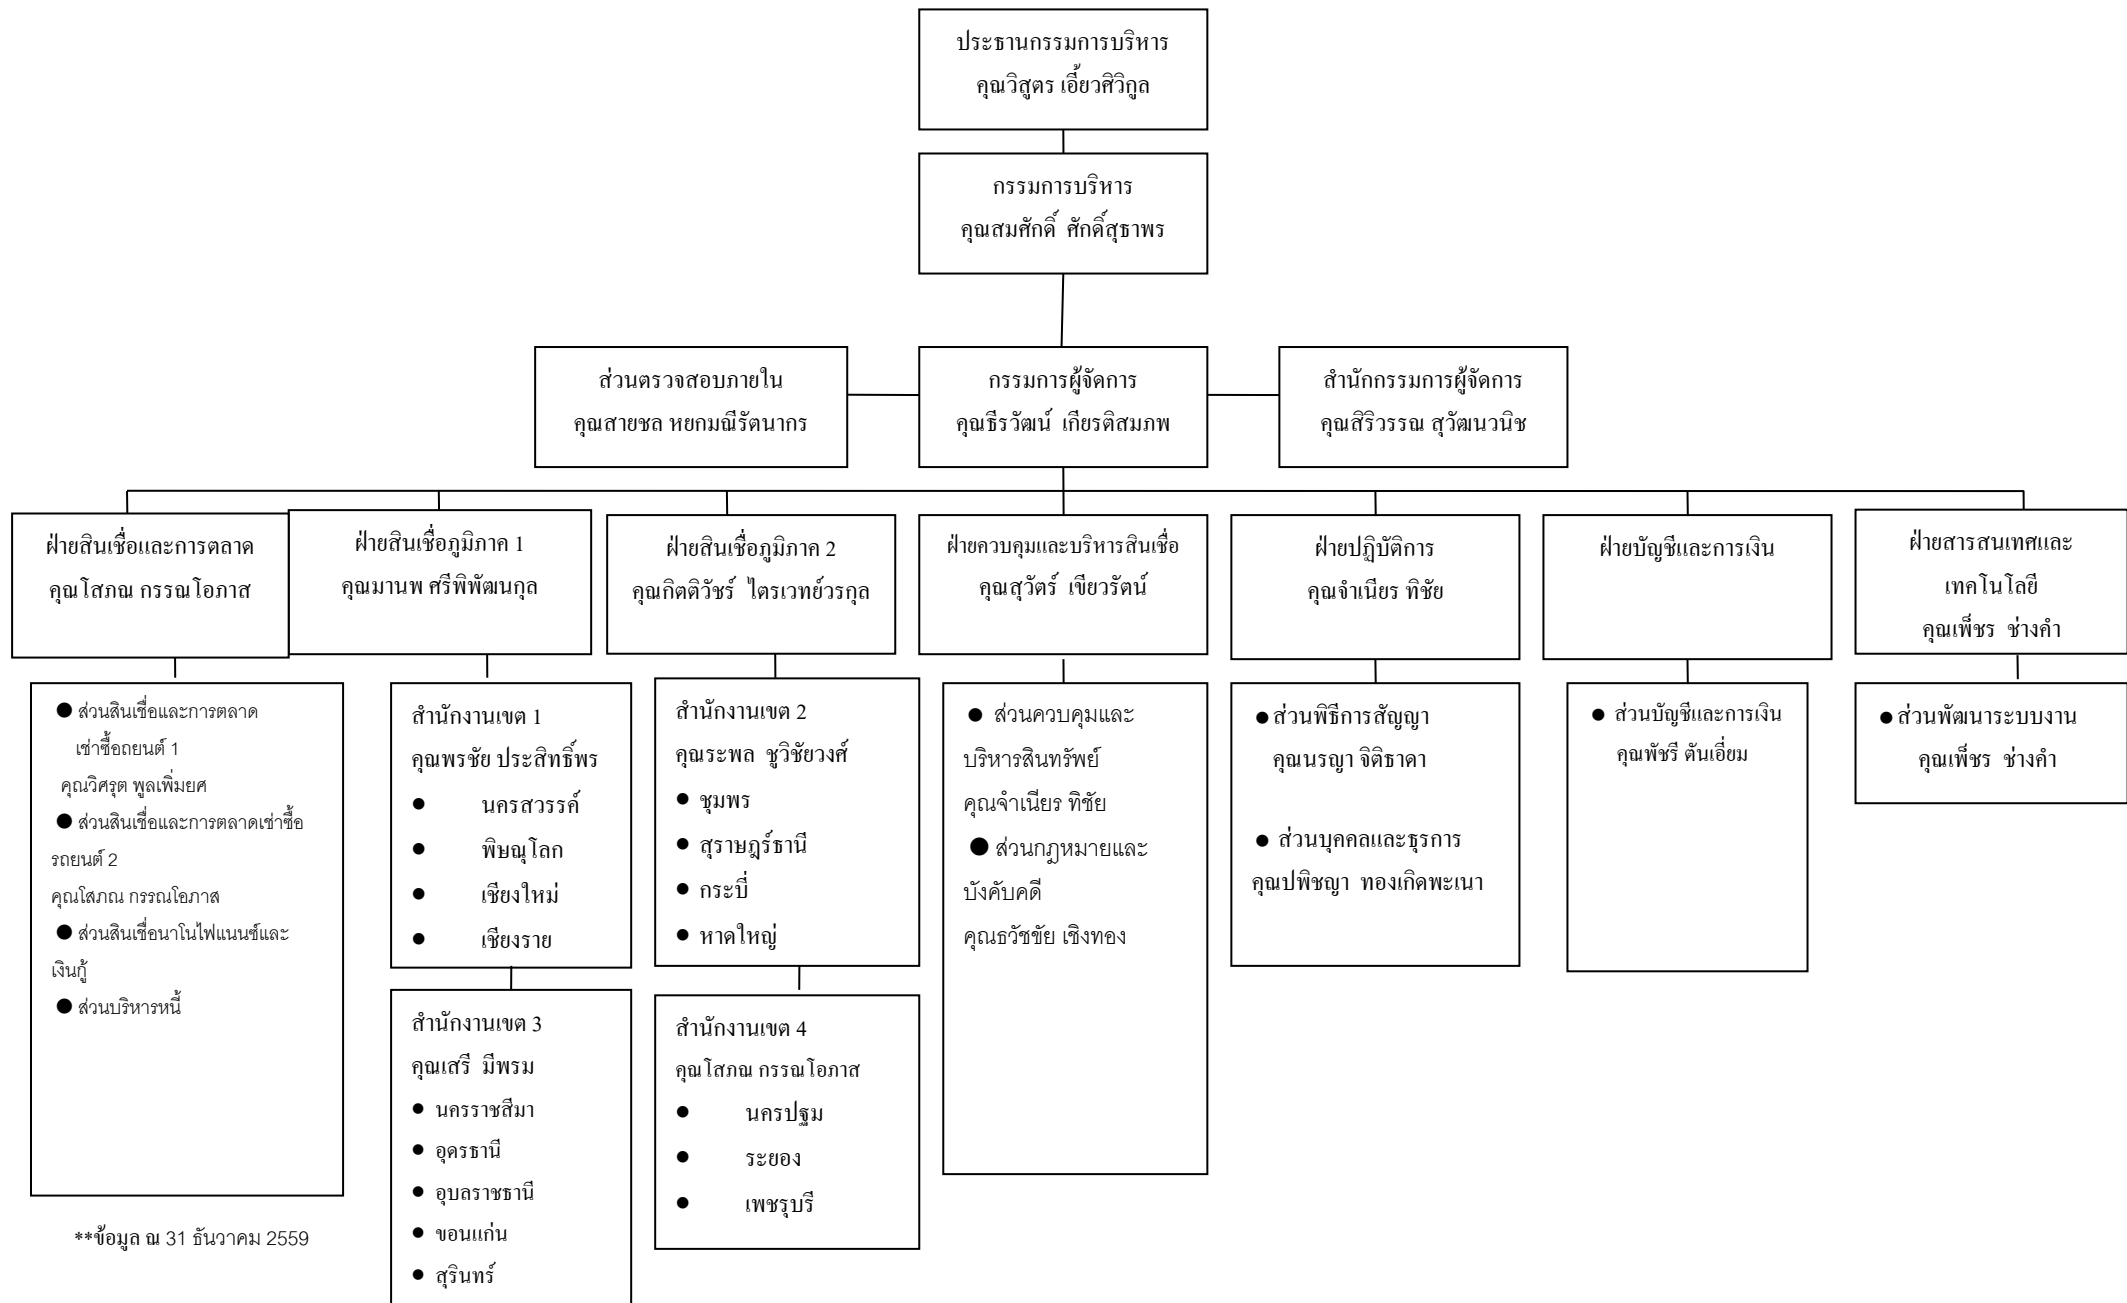 ประธานกรรมการบริหาร
คุณวิสูตร เอี้ยวศิวิกูล
กรรมการบริหาร
คุณสมศักดิ์ ศักดิ์สุธาพร
ส่วนตรวจสอบภายใน
คุณสายชล หยกมณีรัตนากร
กรรมการผู้จัดการ
คุณธีรวัฒน์ เกียรติสมภพ
สำนักกรรมการผู้จัดการ
คุณสิริวรรณ สุวัฒนวนิช
ฝ่ายสินเชื่อและการตลาด
คุณโสภณ กรรณโอภาส
ฝ่ายสินเชื่อภูมิภาค 1
คุณมานพ ศรีพิพัฒนกุล
ฝ่ายสินเชื่อภูมิภาค 2
คุณกิตติวัชร์ ไตรเวทย์วรกุล
ฝ่ายควบคุมและบริหารสินเชื่อ
คุณสุวัตร์ เขียวรัตน์
ฝ่ายปฏิบัติการ
คุณจำเนียร ทิชัย
ฝ่ายบัญชีและการเงิน
ฝ่ายสารสนเทศและ
เทคโนโลยี
คุณเพ็ชร ช่างคำ
● ส่วนสินเชื่อและการตลาด
เช่าซื้อถยนต์ 1
คุณวิศรุต พูลเพิ่มยศ
● ส่วนสินเชื่อและการตลาดเช่าซื้อ
รถยนต์ 2
คุณโสภณ กรรณโอภาส
● ส่วนสินเชื่อนาโนไฟแนนซ์และ
เงินกู้
● ส่วนบริหารหนี้
สำนักงานเขต 1
คุณพรชัย ประสิทธิ์พร
● นครสวรรค์
● พิษณุโลก
● เชียงใหม่
● เชียงราย
สำนักงานเขต 3
คุณเสรี มีพรม
● นครราชสีมา
● อุดรธานี
● อุบลราชธานี
● ขอนแก่น
● สุรินทร์
สำนักงานเขต 2
คุณระพล ชูวิชัยวงศ์
● ชุมพร
● สุราษฎร์ธานี
● กระบี่
● หาดใหญ่
สำนักงานเขต 4
คุณโสภณ กรรณโอภาส
● นครปฐม
● ระยอง
● เพชรุบรี
● ส่วนควบคุมและ
บริหารสินทรัพย์
คุณจำเนียร ทิชัย
● ส่วนกฎหมายและ
บังคับคดี
คุณธวัชชัย เชิงทอง
● ส่วนพิธีการสัญญา
คุณนรญา จิติธาดา
● ส่วนบุคคลและธุรการ
คุณปพิชญา ทองเกิดพะเนา
● ส่วนบัญชีและการเงิน
คุณพัชรี ตันเอี่ยม
● ส่วนพัฒนาระบบงาน
คุณเพ็ชร ช่างคำ
**ข้อมูล ณ 31 ธันวาคม 2559